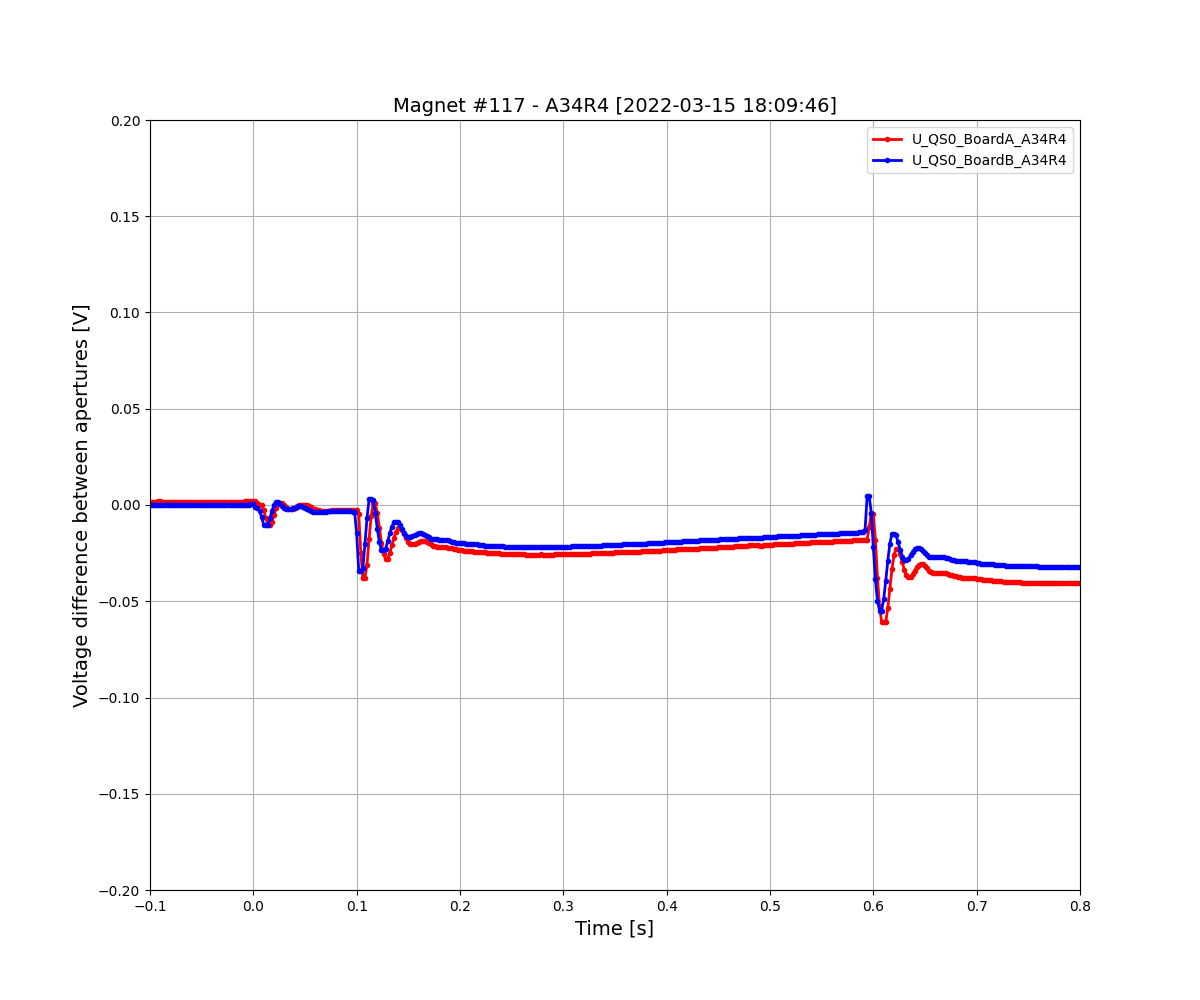 Magnet #117 - A34R4 [2022-03-15 18:09:46]
U_QS0_BoardA_A34R4
U_QS0_BoardB_A34R4
Voltage difference between apertures [V]
0.20
0.15
0.10
0.05
0.00
−0.05
−0.10
−0.15
−0.20
−0.1 0.0 0.1 0.2 0.3 0.4 0.5 0.6 0.7 0.8
Time [s]